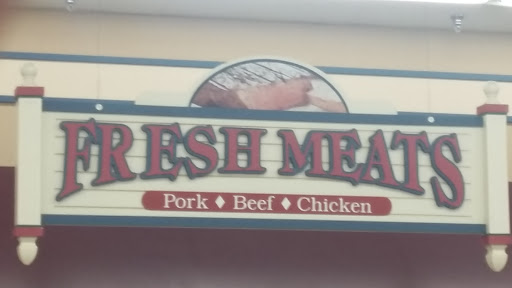 FRESH MEATS
Pork ♦ Beef ♦ Chicken